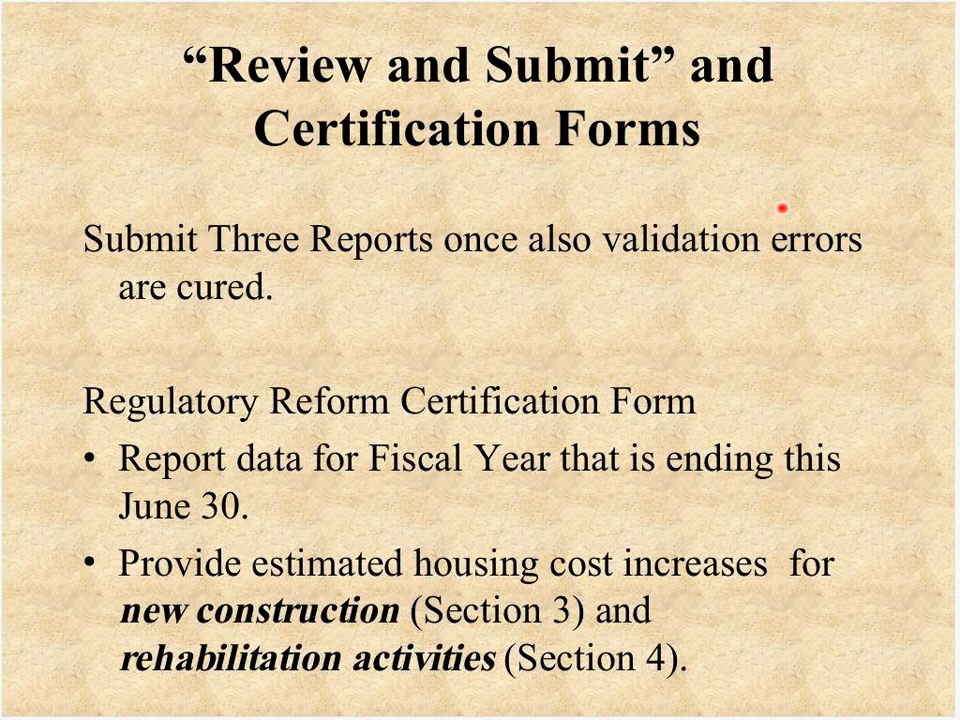 “Review and Submit” and
Certification Forms
Submit Three Reports once also validation errors
are cured.
Regulatory Reform Certification Form
• Report data for Fiscal Year that is ending this
June 30.
• Provide estimated housing cost increases  for
new construction (Section 3) and
rehabilitation activities (Section 4).